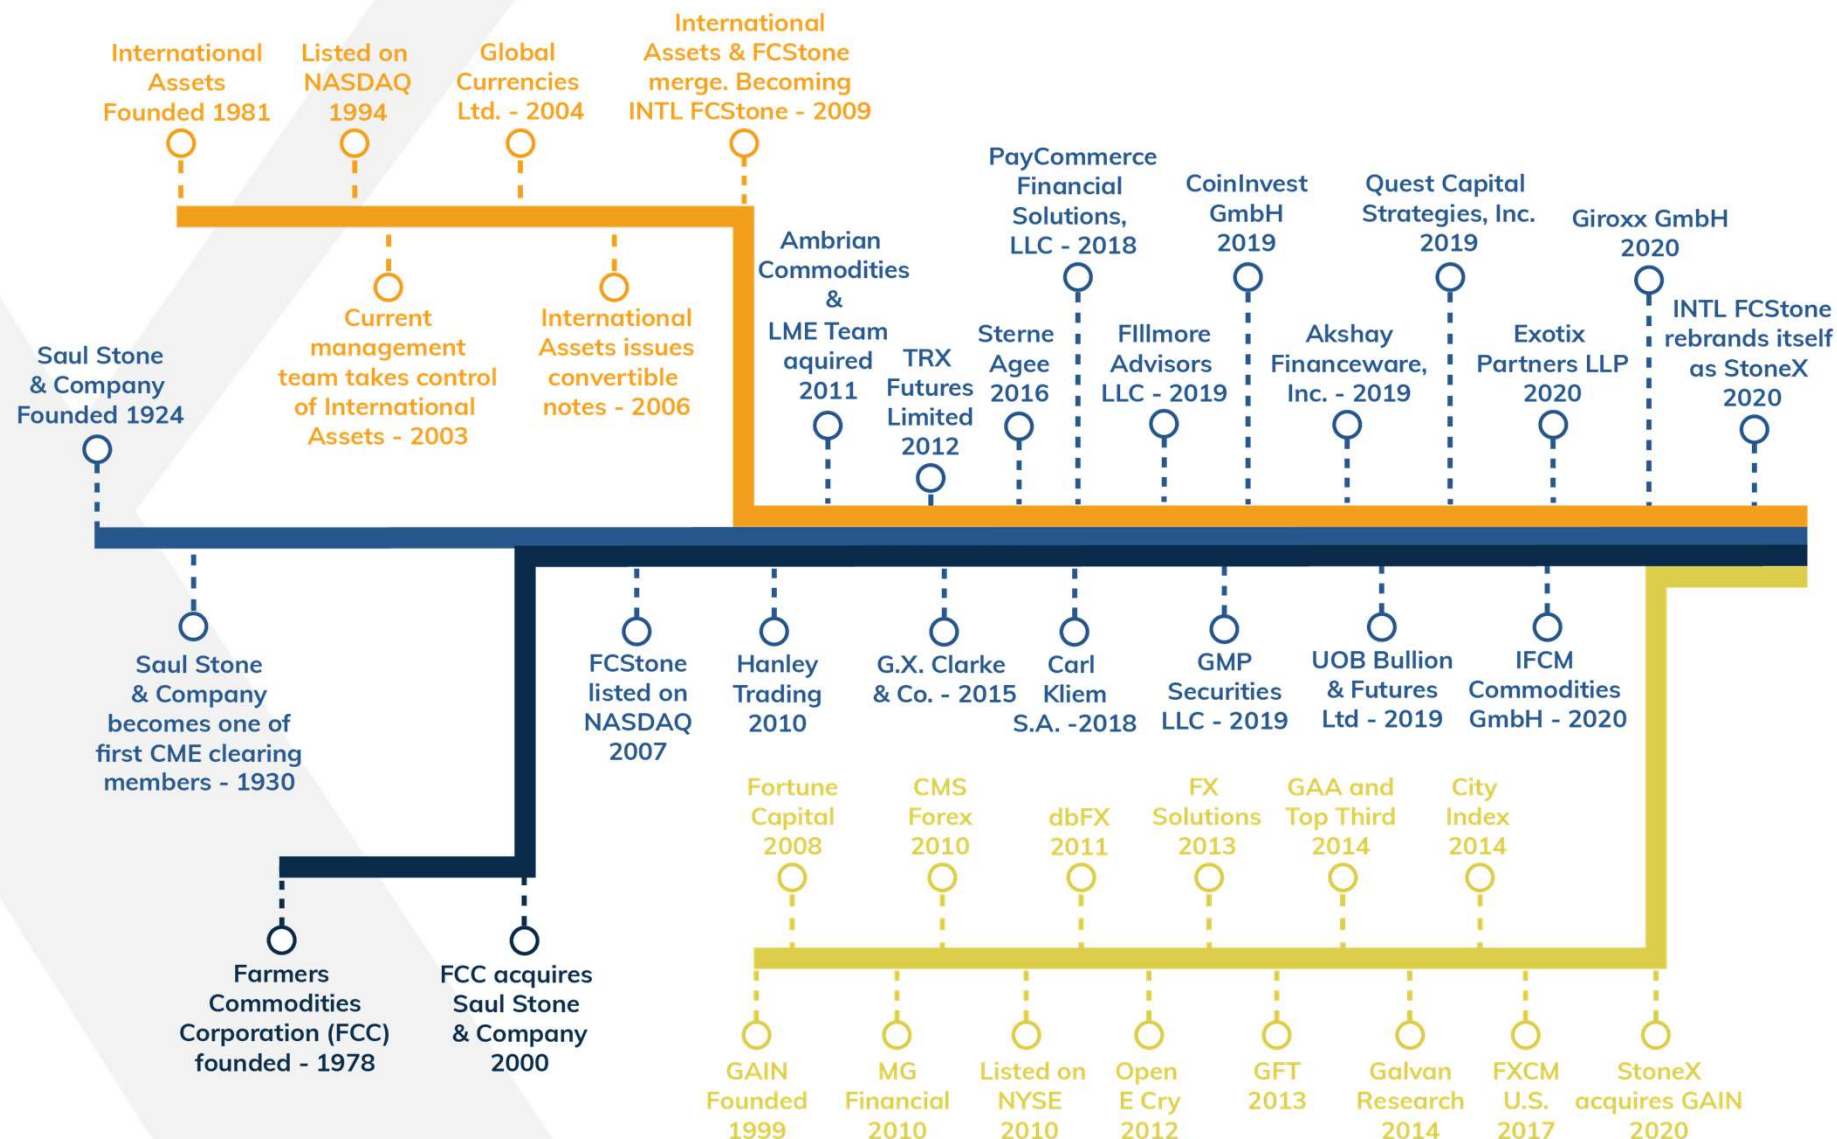 International
Assets
Founded 1981
Listed on
NASDAQ
1994
Global
Currencies
Ltd. - 2004
International
Assets & FCStone
merge. Becoming
INTL FCStone - 2009
Current
management
team takes control
of International
Assets - 2003
International
Assets issues
convertible
notes - 2006
Saul Stone
& Company
Founded 1924
Ambrian
Commodities
&
LME Team
aquired
2011
TRX
Futures
Limited
2012
Sterne
Agee
2016
PayCommerce
Financial
Solutions,
LLC - 2018
FIllmore
Advisors
LLC - 2019
CoinInvest
GmbH
2019
Akshay
Financeware,
Inc. - 2019
Quest Capital
Strategies, Inc.
2019
Exotix
Partners LLP
2020
Giroxx GmbH
2020
INTL FCStone
rebrands itself
as StoneX
2020
Saul Stone
& Company
becomes one of
first CME clearing
members - 1930
FCStone
listed on
NASDAQ
2007
Hanley
Trading
2010
G.X. Clarke
& Co. - 2015
Carl
Kliem
S.A. -2018
GMP
Securities
LLC - 2019
UOB Bullion
& Futures
Ltd - 2019
IFCM
Commodities
GmbH - 2020
Farmers
Commodities
Corporation (FCC)
founded - 1978
FCC acquires
Saul Stone
& Company
2000
Fortune
Capital
2008
CMS
Forex
2010
dbFX
2011
FX
Solutions
2013
GAA and
Top Third
2014
City
Index
2014
GAIN
Founded
1999
MG
Financial
2010
Listed on
NYSE
2010
Open
E Cry
2012
GFT
2013
Galvan
Research
2014
FXCM
U.S.
2017
StoneX
acquires GAIN
2020